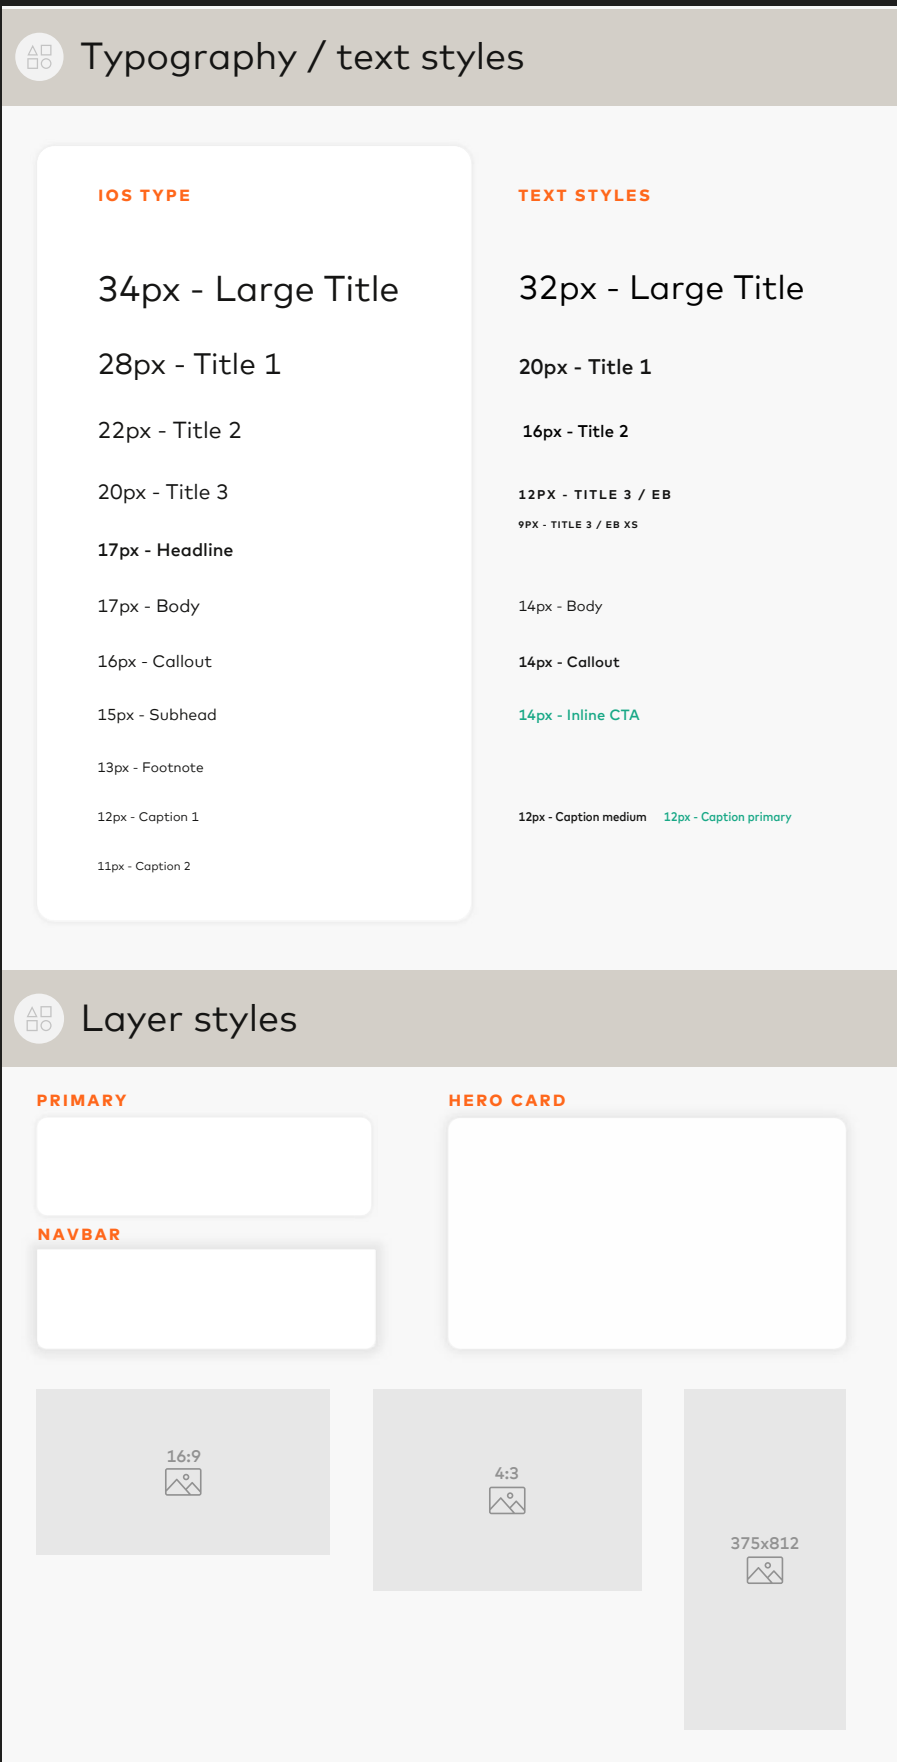 Typography / text styles
IOS TYPE
34px - Large Title
28px - Title 1
22px - Title 2
20px - Title 3
17px - Headline
17px - Body
16px - Callout
15px - Subhead
13px - Footnote
12px - Caption 1
11px - Caption 2
TEXT STYLES
32px - Large Title
20px - Title 1
16px - Title 2
12PX - TITLE 3 / EB
9PX - TITLE 3 / EB XS
14px - Body
14px - Callout
14px - Inline CTA
12px - Caption medium 12px - Caption primary
Layer styles
PRIMARY
NAVBAR
HERO CARD
16:9
4:3
375x812